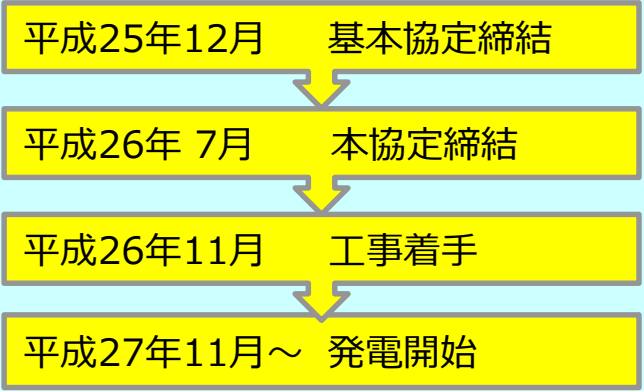 平成25年12月　基本協定締結
平成26年 7月　本協定締結
平成26年11月　工事着手
平成27年11月～ 発電開始